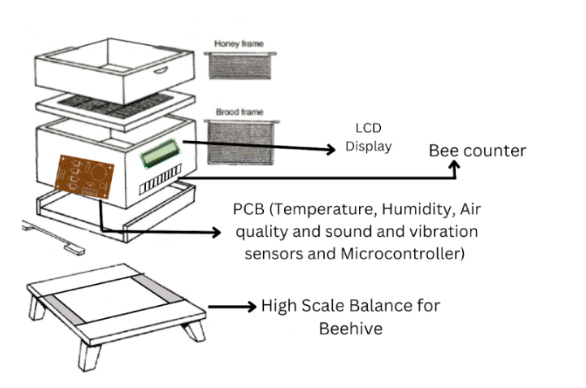 Honey frame
Brood frame
LCD
Display
Bee counter
PCB (Temperature, Humidity, Air
quality and sound and vibration
sensors and Microcontroller)
High Scale Balance for
Beehive